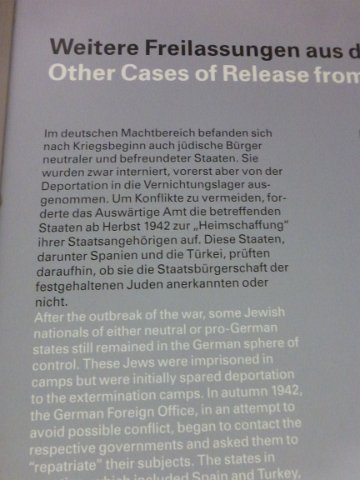 Weitere Freilassungen aus d
Other Cases of Release from
Im deutschen Machtbereich befanden sich
nach Kriegsbeginn auch jüdische Bürger
neutraler und befreundeter Staaten. Sie
wurden zwar interniert, vorerst aber von der
Deportation in die Vernichtungslager aus-
genommen. Um Konflikte zu vermeiden, for-
derte das Auswärtige Amt die betreffenden
Staaten ab Herbst 1942 zur „Heimschaffung"
ihrer Staatsangehörigen auf. Diese Staaten,
darunter Spanien und die Türkei, prüften
daraufhin, ob sie die Staatsbürgerschaft der
festgehaltenen Juden anerkannten oder
nicht.
After the outbreak of the war, some Jewish
nationals of either neutral or pro-German
states still remained in the German sphere of
control. These Jews were imprisoned in
camps but were initially spared deportation
to the extermination camps. In autumn 1942,
the German Foreign Office, in an attempt to
avoid possible conflict, began to contact the
respective governments and asked them to
"repatriate" their subjects. The states in
which included Spain and Turkey,